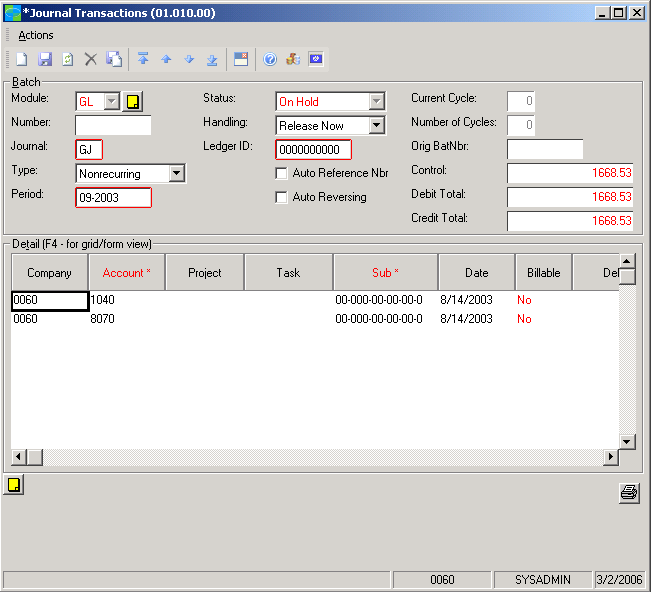 *Journal Transactions (01.010.00)
Actions
Batch
Module: GL Status: On Hold Current Cycle: 0
Number: Handling: Release Now Number of Cycles: 0
Journal: GJ Ledger ID: 0000000000 Orig BatNbr:
Type: Nonrecurring Auto Reference Nbr Control: 1668.53
Period: 09-2003 Auto Reversing Debit Total: 1668.53
Credit Total: 1668.53
Detail (F4 - for grid/form view)
Company Account * Project Task Sub * Date Billable
0060 1040 00-000-00-00-00-0 8/14/2003 No
0060 8070 00-000-00-00-00-0 8/14/2003 No
0060 SYSADMIN 3/2/2006